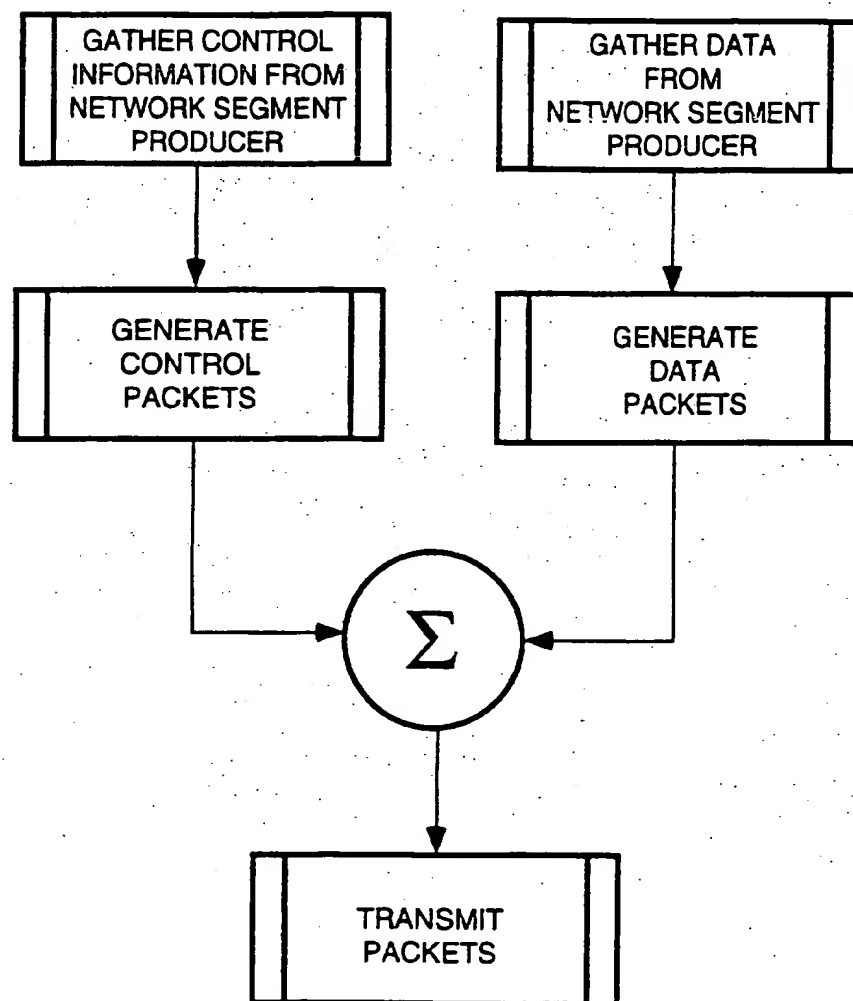 GATHER CONTROL
INFORMATION FROM
NETWORK SEGMENT
PRODUCER
GATHER DATA
FROM
NETWORK SEGMENT
PRODUCER
GENERATE
CONTROL
PACKETS
GENERATE
DATA
PACKETS
Σ
TRANSMIT
PACKETS